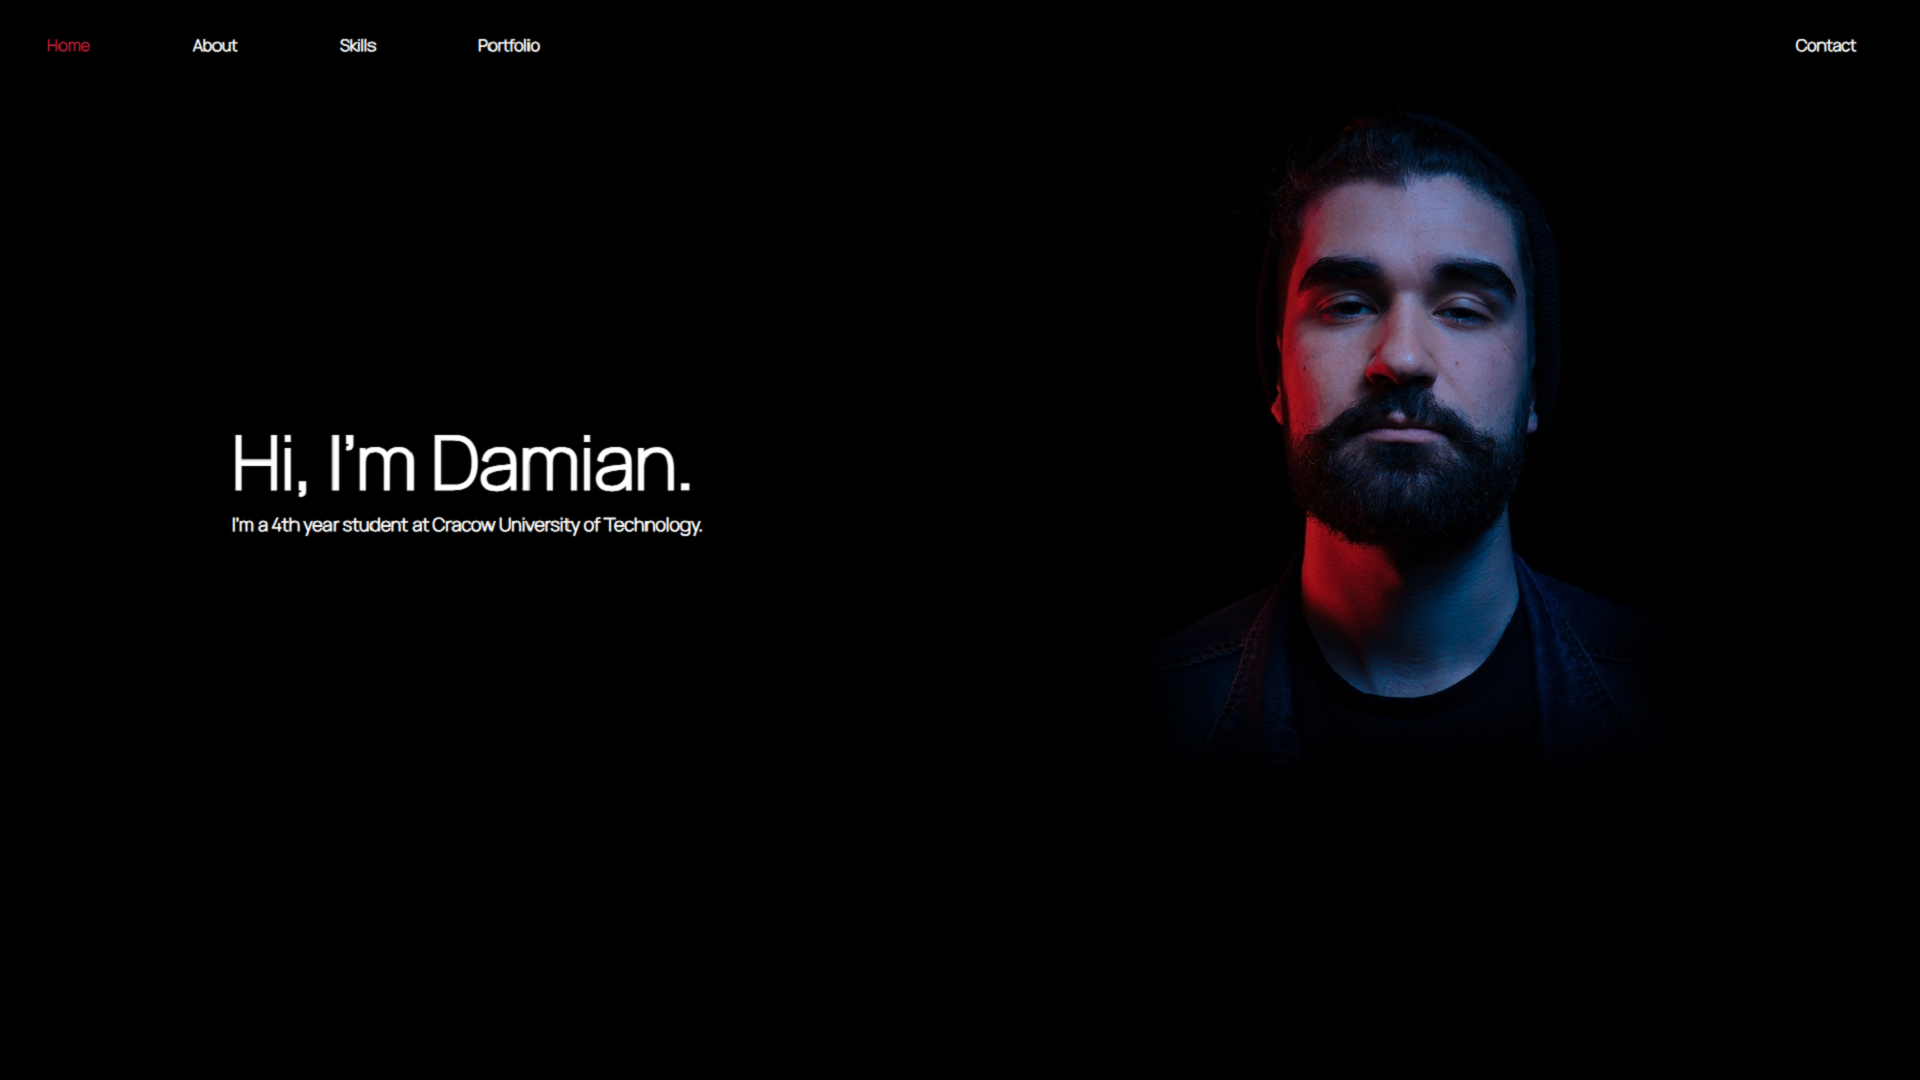 Home About Skills Portfolio Contact
Hi, I'm Damian.
I'm a 4th year student at Cracow University of Technology.